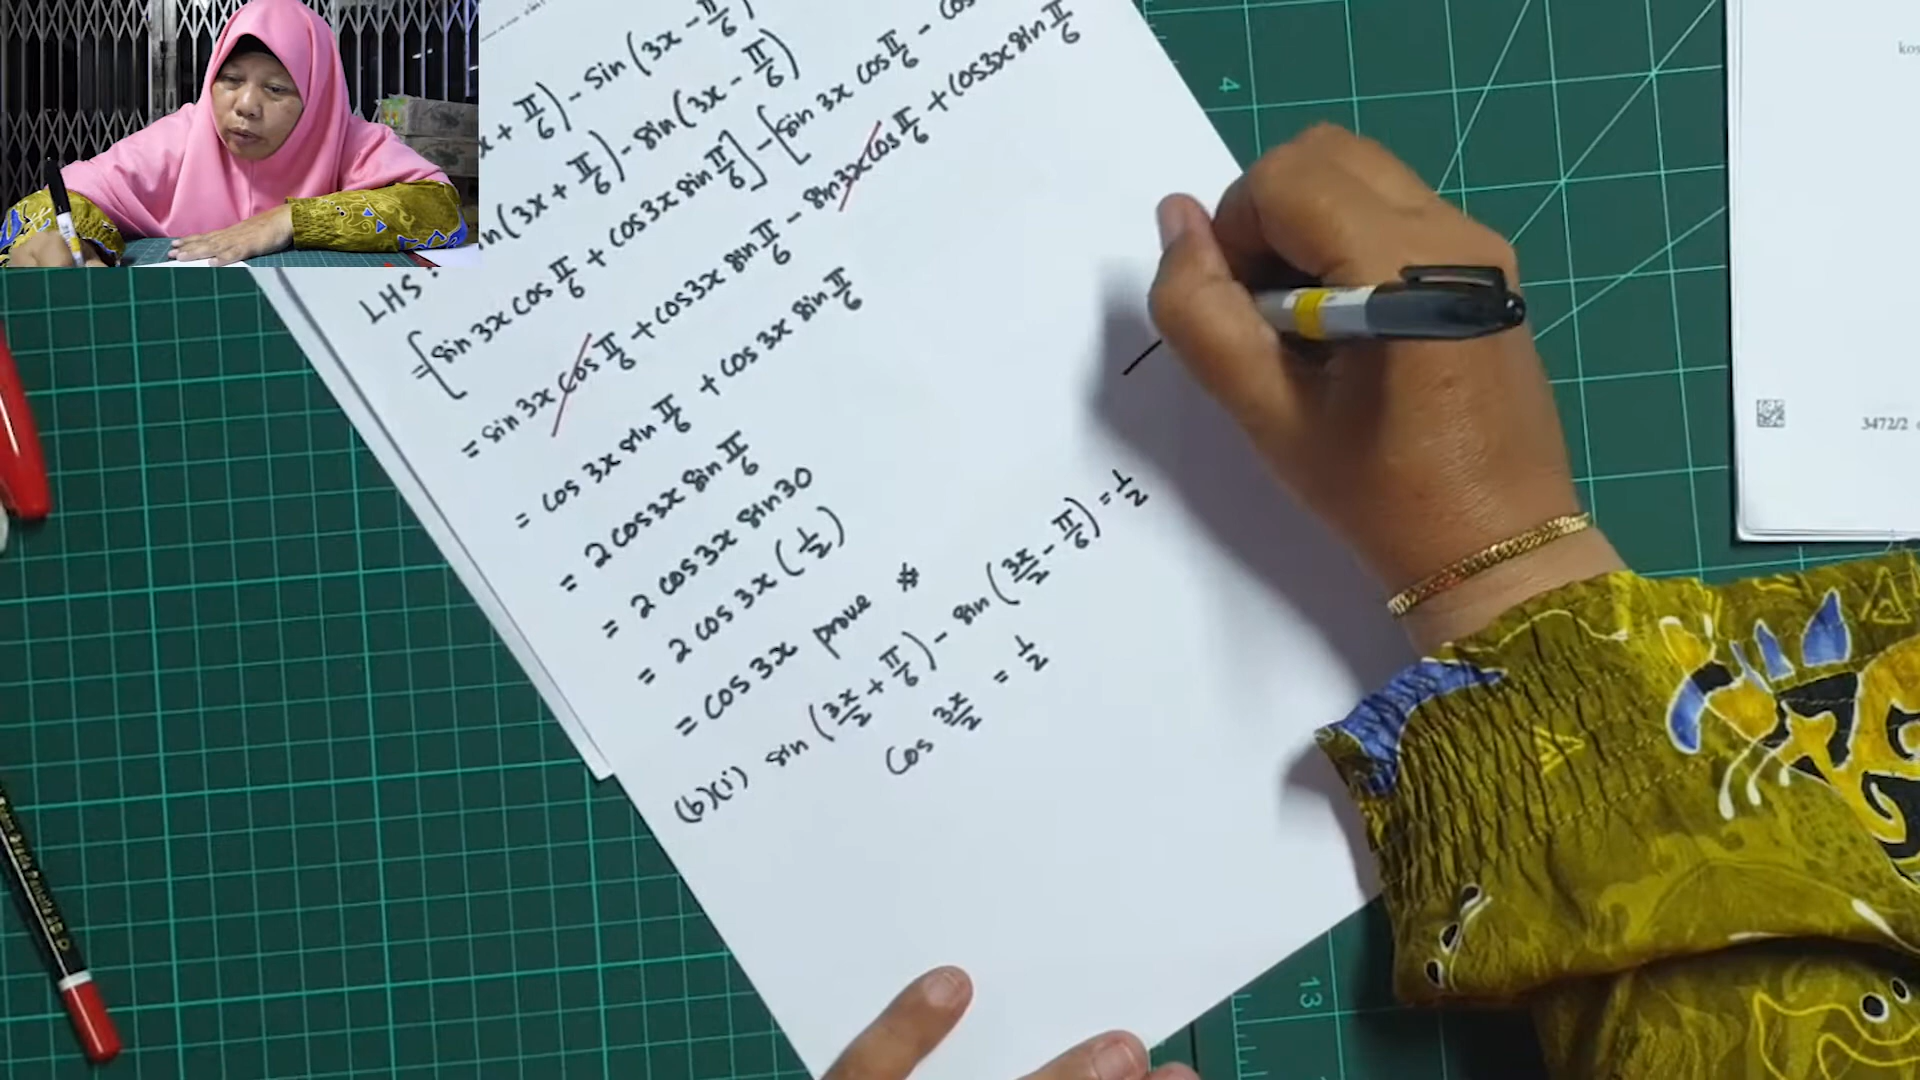 x + π/6) - sin (3x - π/6)
LHS: n(3x + π/6) - sin(3x - π/6)
= [sin 3x cos π/6 + cos 3x sin π/6] - [sin 3x cos π/6 - cos
= sin 3x cos π/6 + cos 3x sin π/6 - sin 3x cos π/6 + cos 3x sin π/6
= cos 3x sin π/6 + cos 3x sin π/6
= 2 cos 3x sin π/6
= 2 cos 3x sin 30
= 2 cos 3x (1/2)
= cos 3x prove *
(b)(i) sin (3x/2 + π/6) - sin (3x/2 - π/6) = 1/2
cos 3x/2 = 1/2
4
13
kos
3472/2